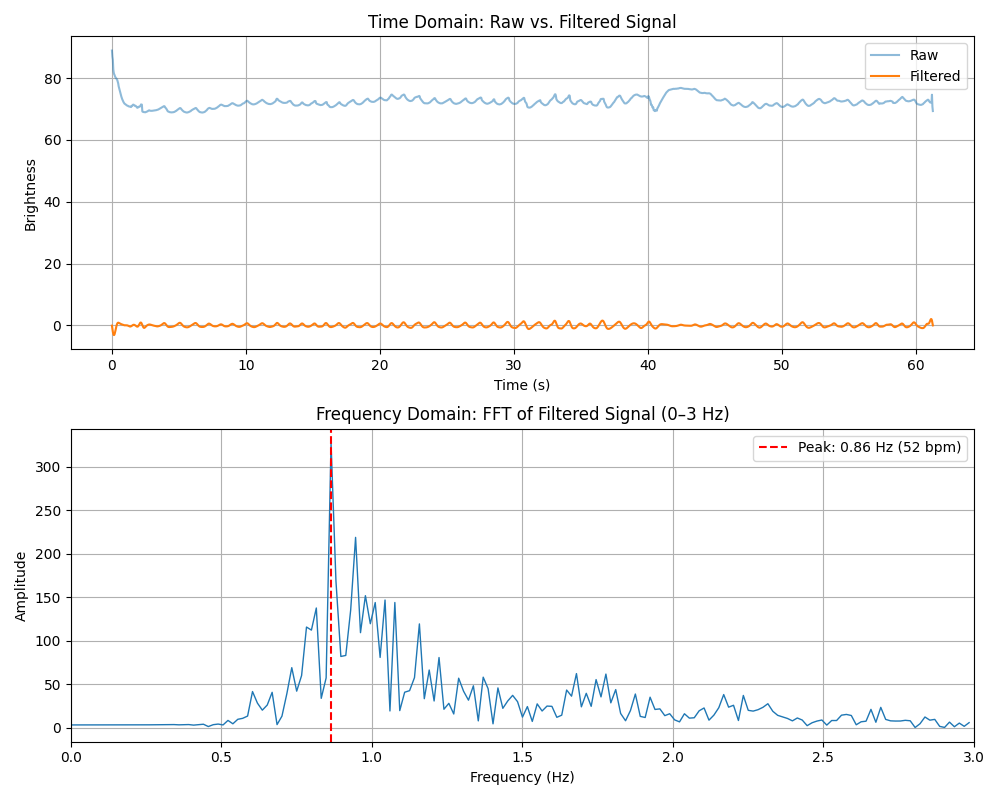 Time Domain: Raw vs. Filtered Signal
Raw
Filtered
80
60
40
20
0
Brightness
0 10 20 30 40 50 60
Time (s)
Frequency Domain: FFT of Filtered Signal (0–3 Hz)
Peak: 0.86 Hz (52 bpm)
300
250
200
150
100
50
0
Amplitude
0.0 0.5 1.0 1.5 2.0 2.5 3.0
Frequency (Hz)